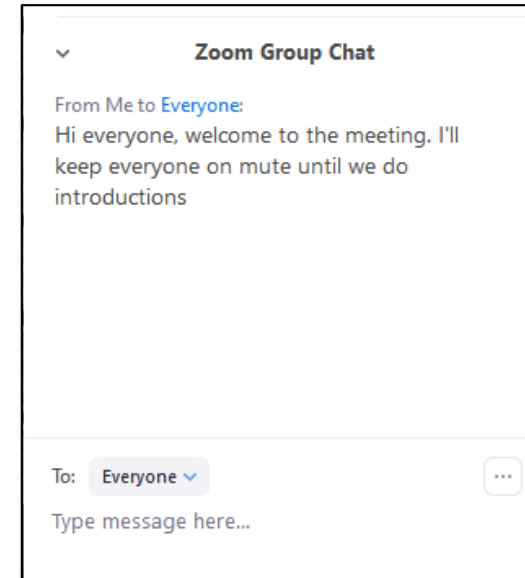 Zoom Group Chat
From Me to Everyone:
Hi everyone, welcome to the meeting. I'll
keep everyone on mute until we do
introductions
To: Everyone
Type message here...